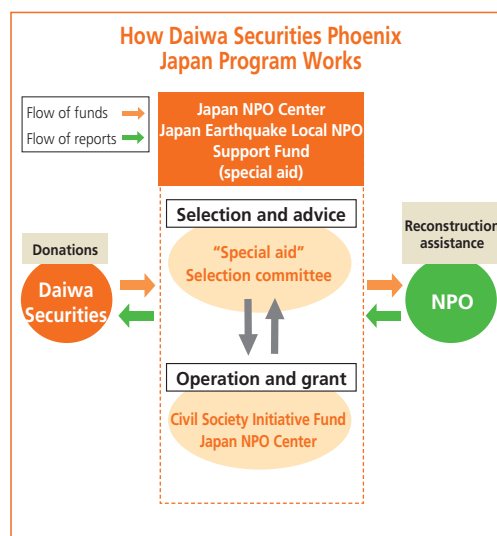 How Daiwa Securities Phoenix
Japan Program Works
Flow of funds
Flow of reports
Japan NPO Center
Japan Earthquake Local NPO
Support Fund
(special aid)
Selection and advice
“Special aid”
Selection committee
Donations
Daiwa
Securities
Reconstruction
assistance
NPO
Operation and grant
Civil Society Initiative Fund
Japan NPO Center